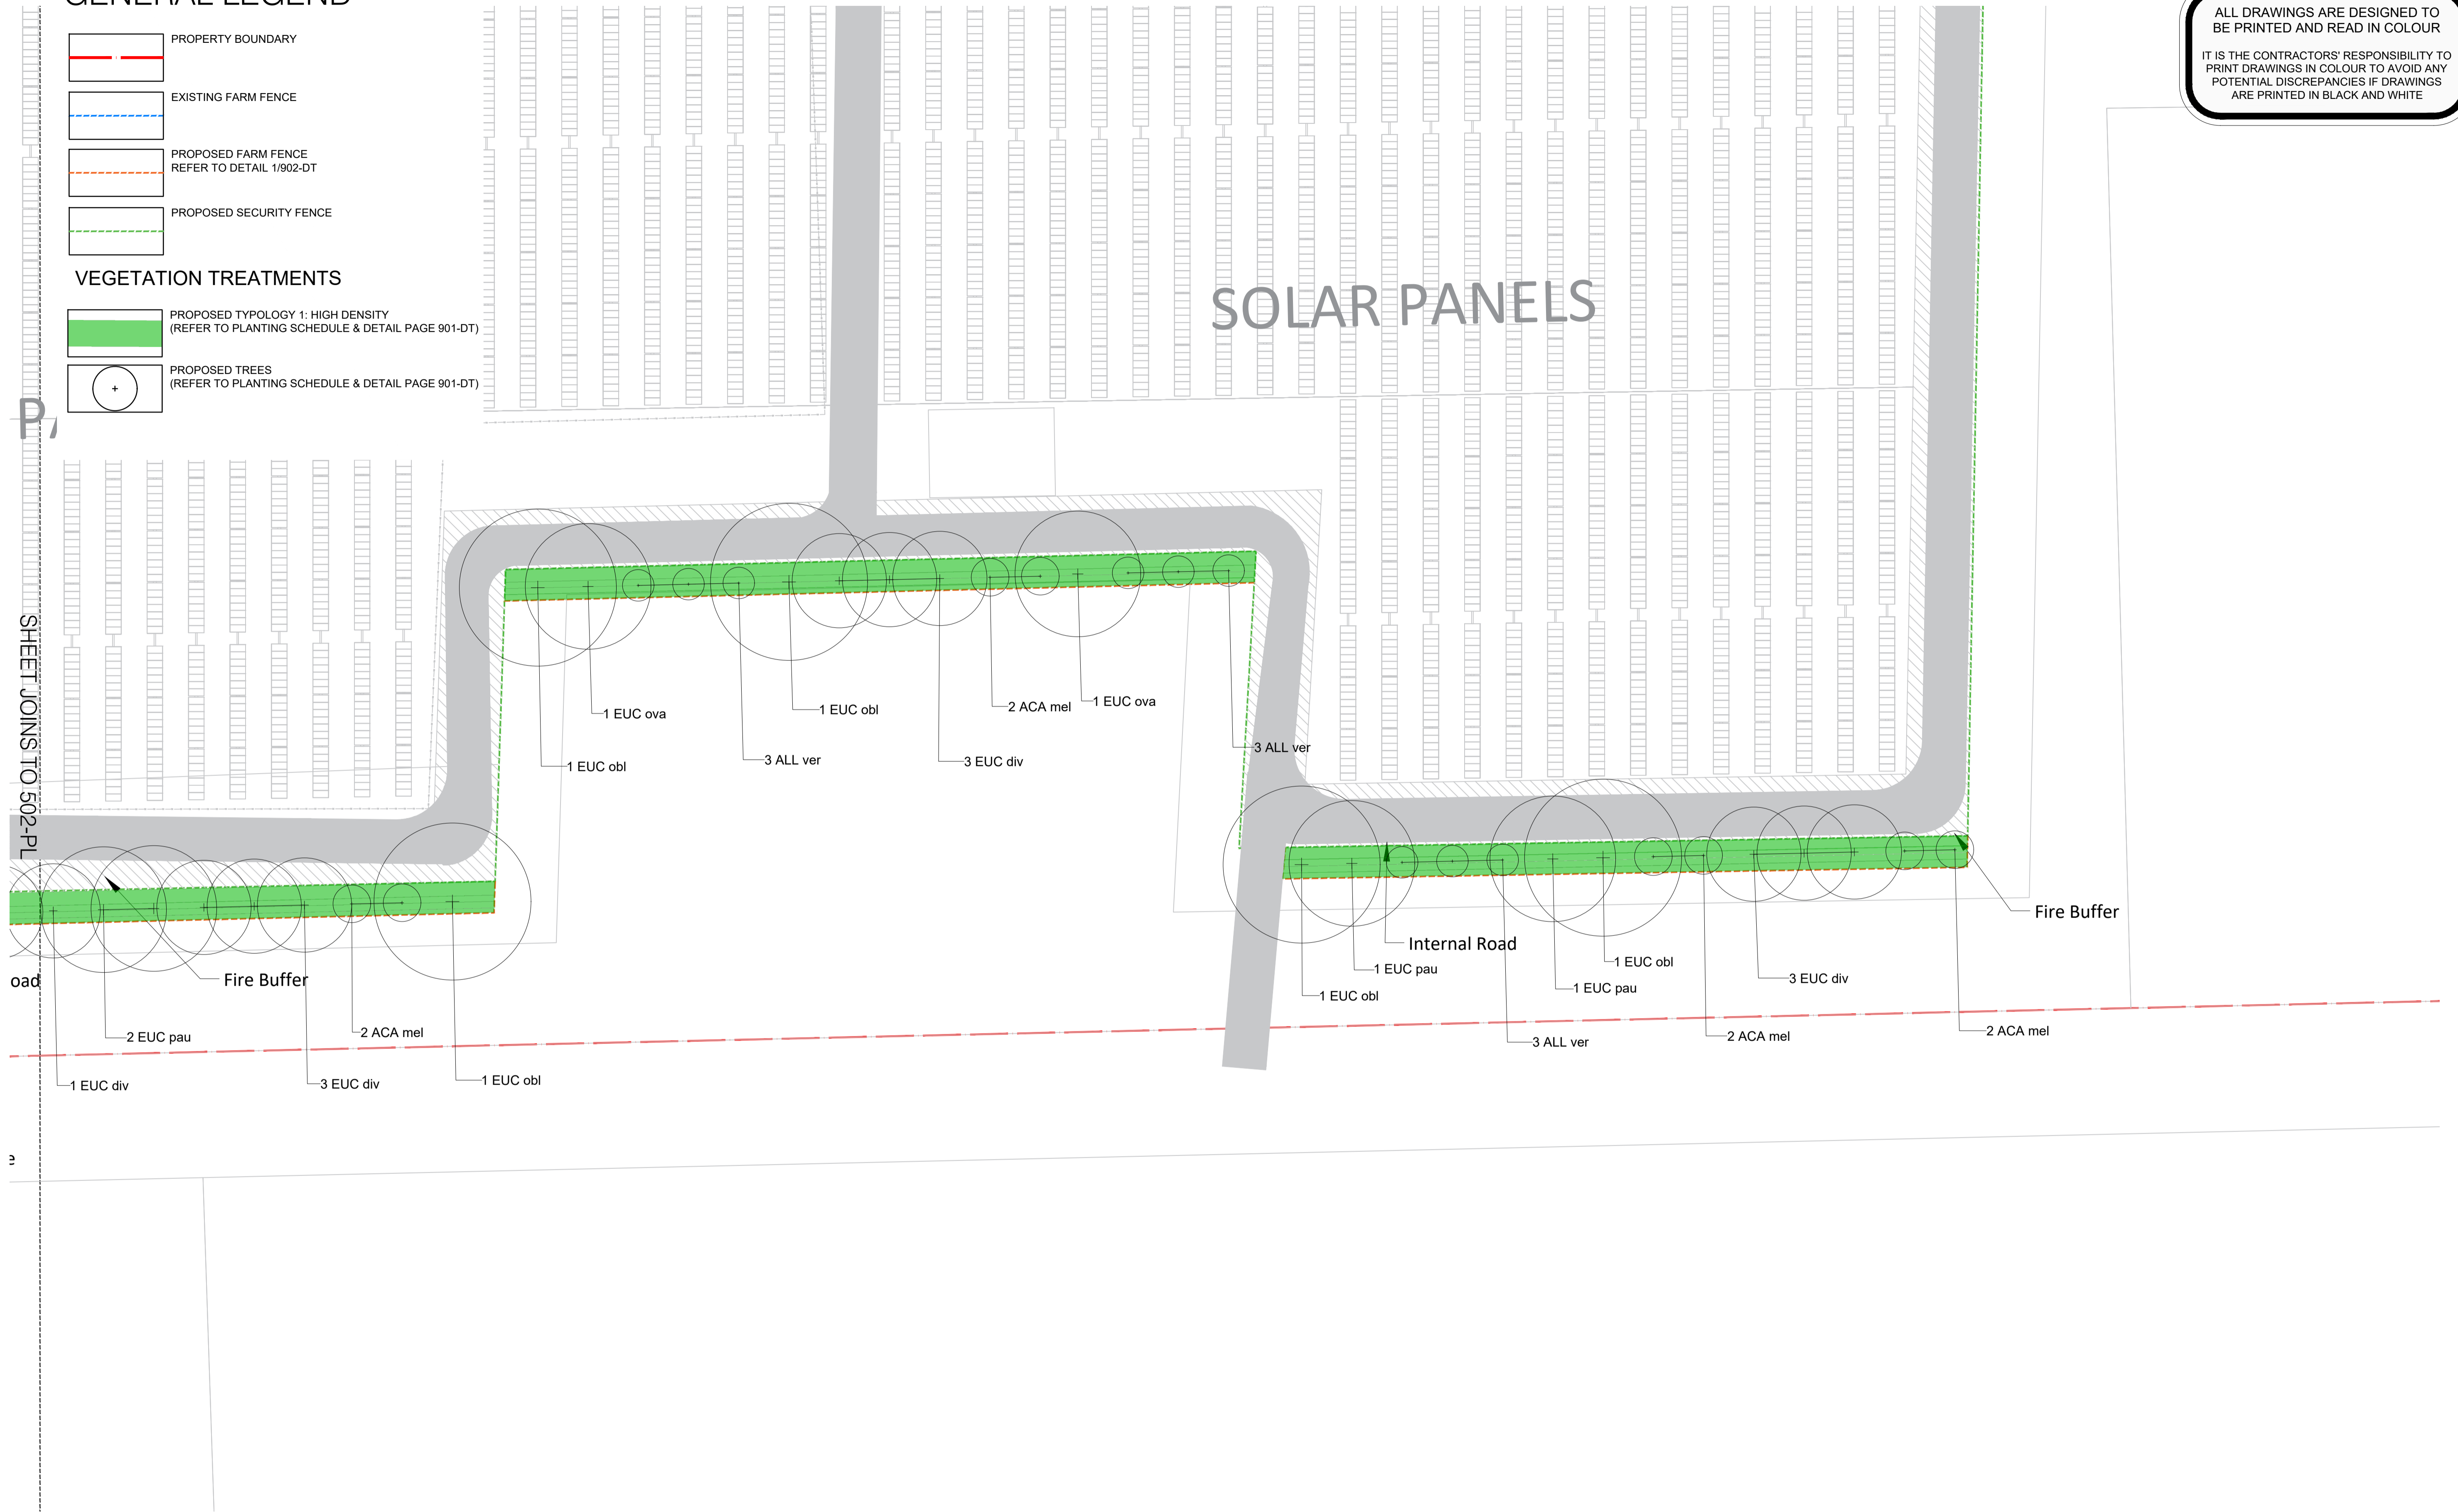 GENERAL LEGEND
PROPERTY BOUNDARY
EXISTING FARM FENCE
PROPOSED FARM FENCE
REFER TO DETAIL 1/902-DT
PROPOSED SECURITY FENCE
VEGETATION TREATMENTS
PROPOSED TYPOLOGY 1: HIGH DENSITY
(REFER TO PLANTING SCHEDULE & DETAIL PAGE 901-DT)
PROPOSED TREES
(REFER TO PLANTING SCHEDULE & DETAIL PAGE 901-DT)
ALL DRAWINGS ARE DESIGNED TO
BE PRINTED AND READ IN COLOUR
IT IS THE CONTRACTORS' RESPONSIBILITY TO
PRINT DRAWINGS IN COLOUR TO AVOID ANY
POTENTIAL DISCREPANCIES IF DRAWINGS
ARE PRINTED IN BLACK AND WHITE
SOLAR PANELS
PA
SHEET JOINS TO 502-PL
1 EUC ova
1 EUC obl
2 ACA mel
1 EUC ova
1 EUC obl
3 ALL ver
3 EUC div
3 ALL ver
Fire Buffer
Internal Road
1 EUC pau
1 EUC obl
1 EUC obl
1 EUC pau
3 EUC div
oad
Fire Buffer
2 EUC pau
2 ACA mel
3 ALL ver
2 ACA mel
2 ACA mel
1 EUC div
3 EUC div
1 EUC obl
e